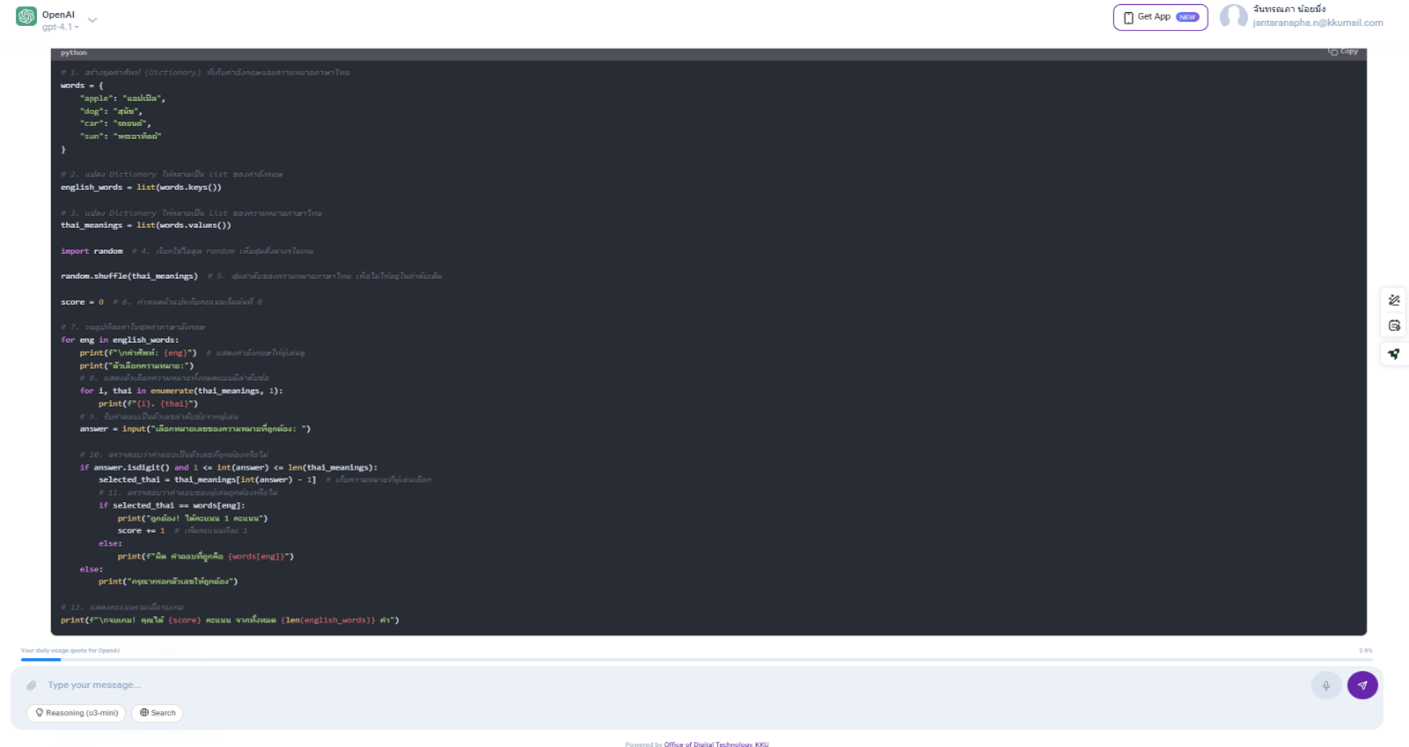 OpenAI
gpt-4.1
Get App NEW
จันทรณภา น้อยมิ่ง
jantaranapha.n@kkumail.com
python
Copy
# 1. สร้างชุดคำศัพท์ (Dictionary) ที่เก็บคำอังกฤษและความหมายภาษาไทย
words = {
"apple": "แอปเปิล",
"dog": "สุนัข",
"car": "รถยนต์",
"sun": "พระอาทิตย์"
}
# 2. แปลง Dictionary ให้กลายเป็น list ของคำอังกฤษ
english_words = list(words.keys())
# 3. แปลง Dictionary ให้กลายเป็น list ของความหมายภาษาไทย
thai_meanings = list(words.values())
import random # 4. เรียกใช้โมดูล random เพื่อสุ่มสิ่งต่างๆในเกม
random.shuffle(thai_meanings) # 5. สุ่มลำดับของความหมายภาษาไทย เพื่อไม่ให้อยู่ในลำดับเดิม
score = 0 # 6. กำหนดตัวแปรเก็บคะแนนเริ่มต้นที่ 0
# 7. วนลูปทีละคำในชุดคำภาษาอังกฤษ
for eng in english_words:
print(f"\nคำศัพท์: {eng}") # แสดงคำอังกฤษให้ผู้เล่นดู
print("ตัวเลือกความหมาย:")
# 8. แสดงตัวเลือกความหมายทั้งหมดแบบมีลำดับข้อ
for i, thai in enumerate(thai_meanings, 1):
print(f"{i}. {thai}")
# 9. รับคำตอบเป็นตัวเลขลำดับข้อจากผู้เล่น
answer = input("เลือกหมายเลขของความหมายที่ถูกต้อง: ")
# 10. ตรวจสอบว่าคำตอบเป็นตัวเลขที่ถูกต้องหรือไม่
if answer.isdigit() and 1 <= int(answer) <= len(thai_meanings):
selected_thai = thai_meanings[int(answer) - 1] # เก็บความหมายที่ผู้เล่นเลือก
# 11. ตรวจสอบว่าคำตอบของผู้เล่นถูกต้องหรือไม่
if selected_thai == words[eng]:
print("ถูกต้อง! ได้คะแนน 1 คะแนน")
score += 1 # เพิ่มคะแนนทีละ 1
else:
print(f"ผิด คำตอบที่ถูกคือ {words[eng]}")
else:
print("กรุณากรอกตัวเลขให้ถูกต้อง")
# 12. แสดงคะแนนรวมเมื่อจบเกม
print(f"\nจบเกม! คุณได้ {score} คะแนน จากทั้งหมด {len(english_words)} คำ")
Your daily usage quota for OpenAI
Type your message...
Reasoning (o3-mini)
Search
Powered by Office of Digital Technology, KKU